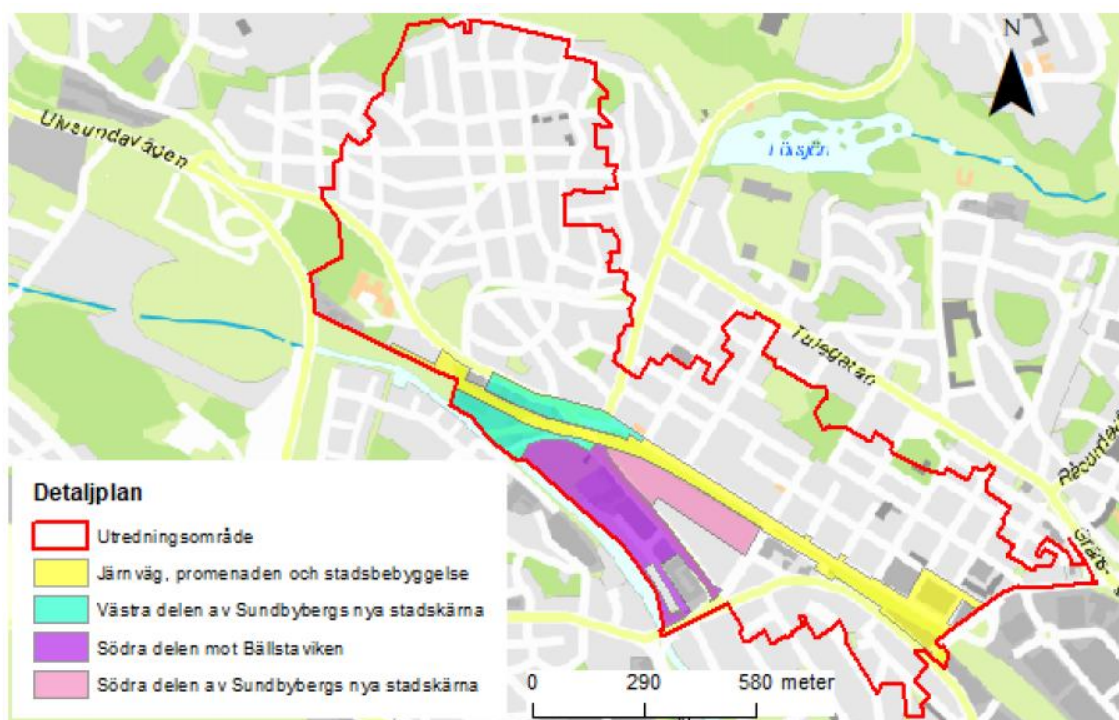 N
Ulvsundavägen
Lötsjön
Tulegatan
Detaljplan
Utredningsområde
Järnväg, promenaden och stadsbebyggelse
Västra delen av Sundbybergs nya stadskärna
Södra delen mot Bällstaviken
Södra delen av Sundbybergs nya stadskärna
0 290 580 meter